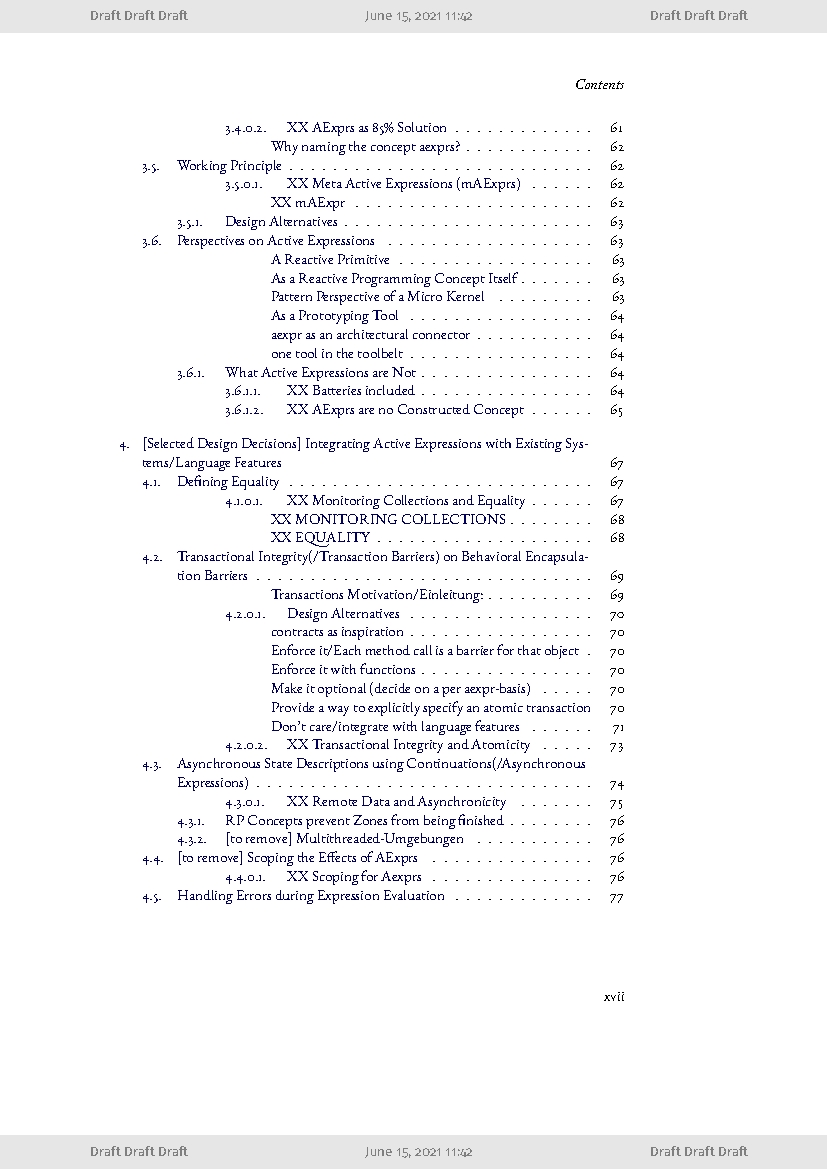 Draft Draft Draft June 15, 2021 11:42 Draft Draft Draft
Contents
3.4.0.2. XX AExprs as 85% Solution . . . . . . . . . . . . . 61
Why naming the concept aexprs? . . . . . . . . . . . . 62
3.5. Working Principle . . . . . . . . . . . . . . . . . . . . . . . . . . . . 62
3.5.0.1. XX Meta Active Expressions (mAExprs) . . . . . . 62
XX mAExpr . . . . . . . . . . . . . . . . . . . . . . 62
3.5.1. Design Alternatives . . . . . . . . . . . . . . . . . . . . . . . 63
3.6. Perspectives on Active Expressions . . . . . . . . . . . . . . . . . . . 63
A Reactive Primitive . . . . . . . . . . . . . . . . . . 63
As a Reactive Programming Concept Itself . . . . . . . 63
Pattern Perspective of a Micro Kernel . . . . . . . . . 63
As a Prototyping Tool . . . . . . . . . . . . . . . . . 64
aexpr as an architectural connector . . . . . . . . . . . 64
one tool in the toolbelt . . . . . . . . . . . . . . . . . 64
3.6.1. What Active Expressions are Not . . . . . . . . . . . . . . . . 64
3.6.1.1. XX Batteries included . . . . . . . . . . . . . . . . 64
3.6.1.2. XX AExprs are no Constructed Concept . . . . . . 65
4. [Selected Design Decisions] Integrating Active Expressions with Existing Sys-
tems/Language Features 67
4.1. Defining Equality . . . . . . . . . . . . . . . . . . . . . . . . . . . . 67
4.1.0.1. XX Monitoring Collections and Equality . . . . . . 67
XX MONITORING COLLECTIONS . . . . . . . . 68
XX EQUALITY . . . . . . . . . . . . . . . . . . . . 68
4.2. Transactional Integrity(/Transaction Barriers) on Behavioral Encapsula-
tion Barriers . . . . . . . . . . . . . . . . . . . . . . . . . . . . . . . 69
Transactions Motivation/Einleitung: . . . . . . . . . . 69
4.2.0.1. Design Alternatives . . . . . . . . . . . . . . . . . 70
contracts as inspiration . . . . . . . . . . . . . . . . . 70
Enforce it/Each method call is a barrier for that object . 70
Enforce it with functions . . . . . . . . . . . . . . . . 70
Make it optional (decide on a per aexpr-basis) . . . . . 70
Provide a way to explicitly specify an atomic transaction 70
Don't care/integrate with language features . . . . . . 71
4.2.0.2. XX Transactional Integrity and Atomicity . . . . . 73
4.3. Asynchronous State Descriptions using Continuations(/Asynchronous
Expressions) . . . . . . . . . . . . . . . . . . . . . . . . . . . . . . . 74
4.3.0.1. XX Remote Data and Asynchronicity . . . . . . . 75
4.3.1. RP Concepts prevent Zones from being finished . . . . . . . . 76
4.3.2. [to remove] Multithreaded-Umgebungen . . . . . . . . . . . 76
4.4. [to remove] Scoping the Effects of AExprs . . . . . . . . . . . . . . . 76
4.4.0.1. XX Scoping for Aexprs . . . . . . . . . . . . . . . 76
4.5. Handling Errors during Expression Evaluation . . . . . . . . . . . . . 77
xvii
Draft Draft Draft June 15, 2021 11:42 Draft Draft Draft